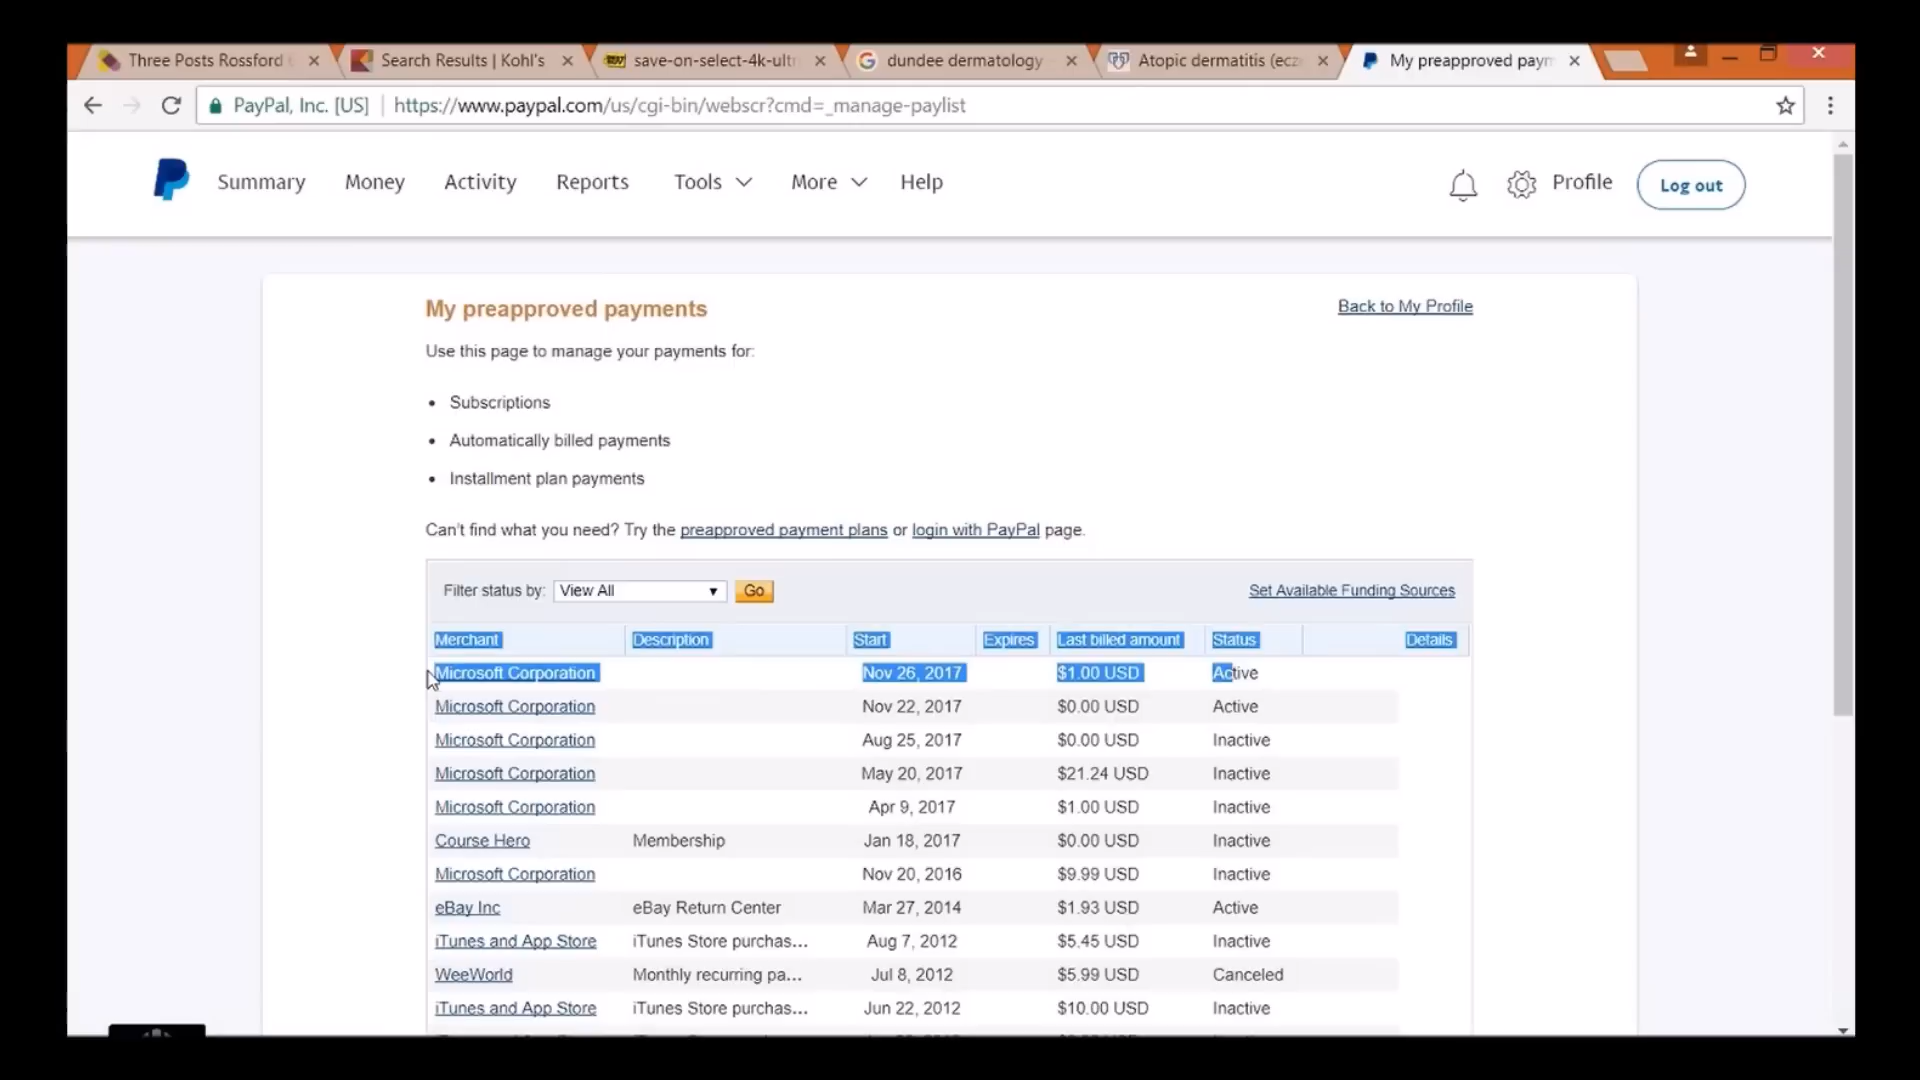 Three Posts Rossford
Search Results | Kohl's
save-on-select-4k-ult
dundee dermatology
Atopic dermatitis (ecz
My preapproved paym
PayPal, Inc. [US] https://www.paypal.com/us/cgi-bin/webscr?cmd=_manage-paylist
Summary Money Activity Reports Tools More Help Profile Log out
My preapproved payments Back to My Profile
Use this page to manage your payments for:
• Subscriptions
• Automatically billed payments
• Installment plan payments
Can't find what you need? Try the preapproved payment plans or login with PayPal page.
Filter status by: View All Go Set Available Funding Sources
Merchant Description Start Expires Last billed amount Status Details
Microsoft Corporation Nov 26, 2017 $1.00 USD Active
Microsoft Corporation Nov 22, 2017 $0.00 USD Active
Microsoft Corporation Aug 25, 2017 $0.00 USD Inactive
Microsoft Corporation May 20, 2017 $21.24 USD Inactive
Microsoft Corporation Apr 9, 2017 $1.00 USD Inactive
Course Hero Membership Jan 18, 2017 $0.00 USD Inactive
Microsoft Corporation Nov 20, 2016 $9.99 USD Inactive
eBay Inc eBay Return Center Mar 27, 2014 $1.93 USD Active
iTunes and App Store iTunes Store purchas... Aug 7, 2012 $5.45 USD Inactive
WeeWorld Monthly recurring pa... Jul 8, 2012 $5.99 USD Canceled
iTunes and App Store iTunes Store purchas... Jun 22, 2012 $10.00 USD Inactive